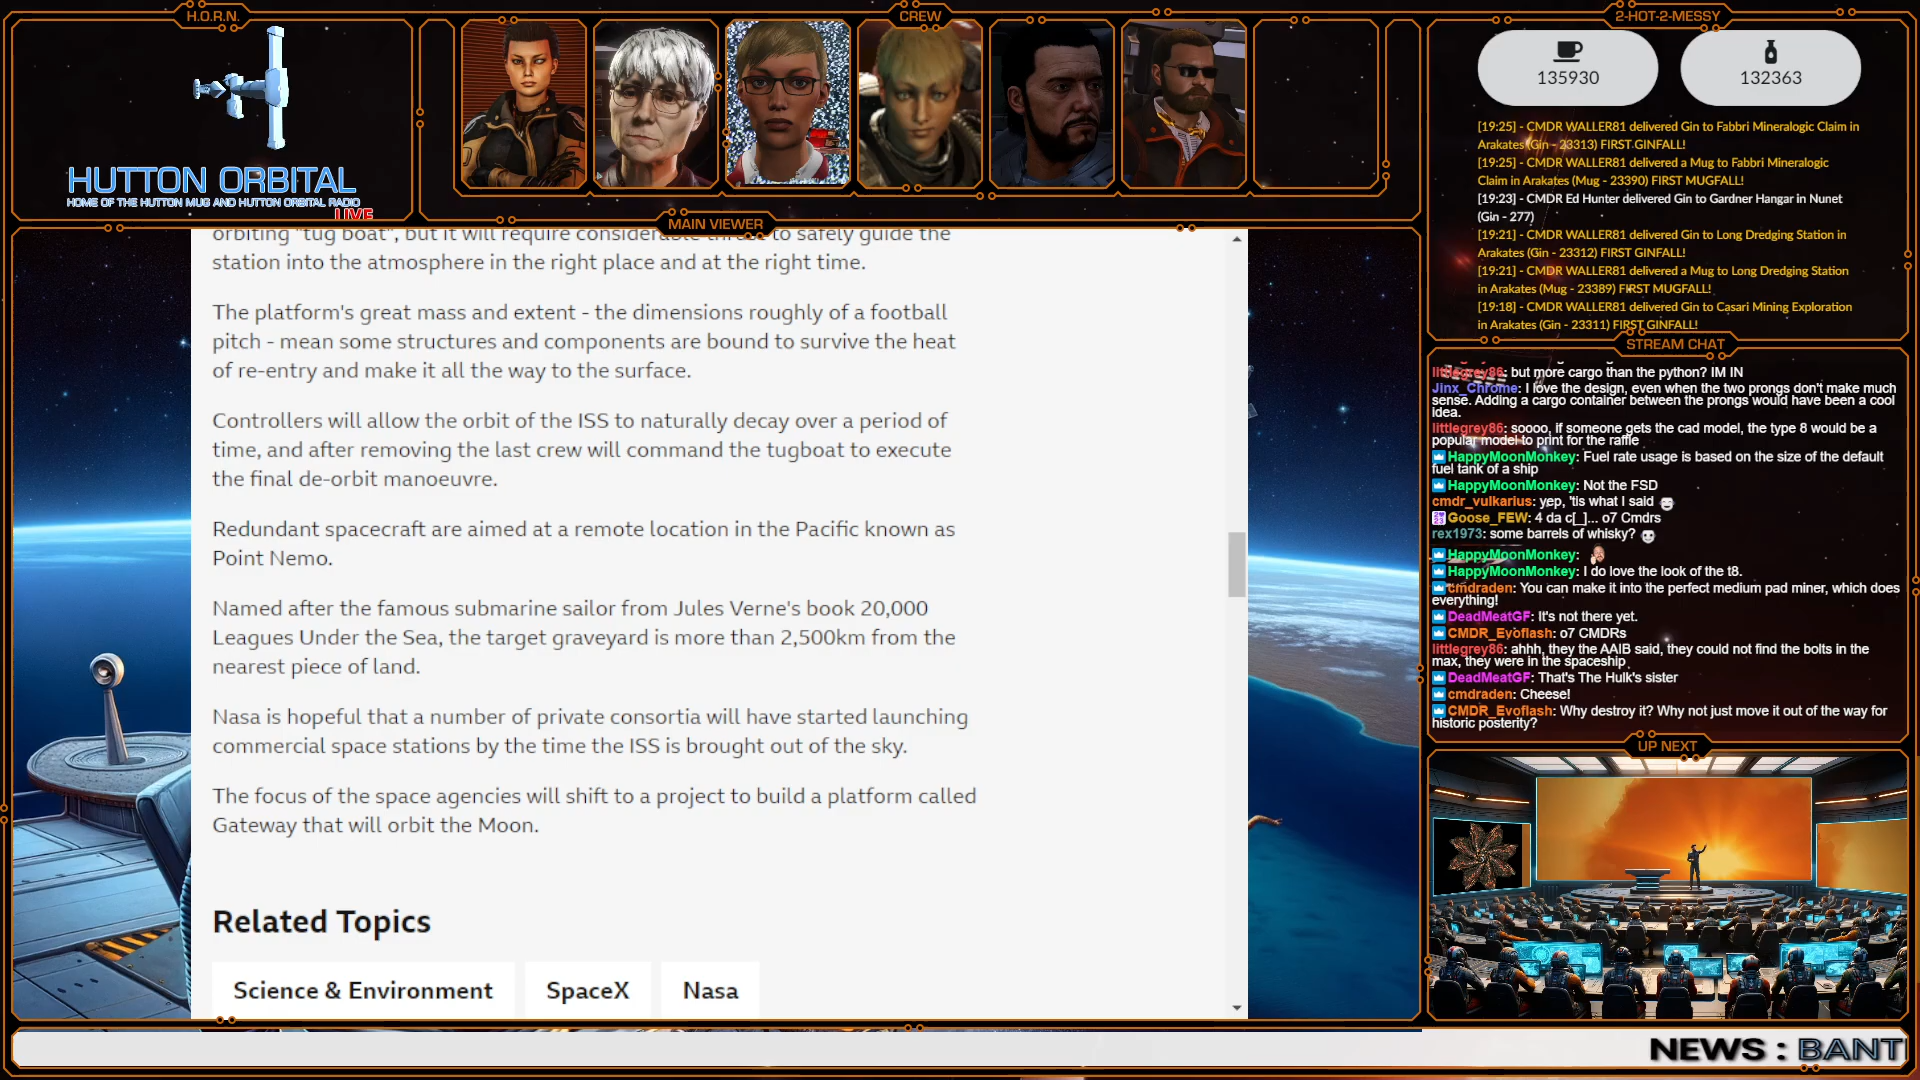 H.O.R.N.
HUTTON ORBITAL
HOME OF THE HUTTON MUG AND HUTTON ORBITAL RADIO
LIVE
CREW
MAIN VIEWER
orbiting "tug boat", but it will require considerable thrust to safely guide the
station into the atmosphere in the right place and at the right time.
The platform's great mass and extent - the dimensions roughly of a football
pitch - mean some structures and components are bound to survive the heat
of re-entry and make it all the way to the surface.
Controllers will allow the orbit of the ISS to naturally decay over a period of
time, and after removing the last crew will command the tugboat to execute
the final de-orbit manoeuvre.
Redundant spacecraft are aimed at a remote location in the Pacific known as
Point Nemo.
Named after the famous submarine sailor from Jules Verne's book 20,000
Leagues Under the Sea, the target graveyard is more than 2,500km from the
nearest piece of land.
Nasa is hopeful that a number of private consortia will have started launching
commercial space stations by the time the ISS is brought out of the sky.
The focus of the space agencies will shift to a project to build a platform called
Gateway that will orbit the Moon.
Related Topics
Science & Environment
SpaceX
Nasa
2-HOT-2-MESSY
135930
132363
[19:25] - CMDR WALLER81 delivered Gin to Fabbri Mineralogic Claim in
Arakates (Gin - 23313) FIRST GINFALL!
[19:25] - CMDR WALLER81 delivered a Mug to Fabbri Mineralogic
Claim in Arakates (Mug - 23390) FIRST MUGFALL!
[19:23] - CMDR Ed Hunter delivered Gin to Gardner Hangar in Nunet
(Gin - 277)
[19:21] - CMDR WALLER81 delivered Gin to Long Dredging Station in
Arakates (Gin - 23312) FIRST GINFALL!
[19:21] - CMDR WALLER81 delivered a Mug to Long Dredging Station
in Arakates (Mug - 23389) FIRST MUGFALL!
[19:18] - CMDR WALLER81 delivered Gin to Casari Mining Exploration
in Arakates (Gin - 23311) FIRST GINFALL!
STREAM CHAT
littlegrey86: but more cargo than the python? IM IN
Jinx_Chrome: I love the design, even when the two prongs don't make much
sense. Adding a cargo container between the prongs would have been a cool
idea.
littlegrey86: soooo, if someone gets the cad model, the type 8 would be a
popular model to print for the raffle
HappyMoonMonkey: Fuel rate usage is based on the size of the default
fuel tank of a ship
HappyMoonMonkey: Not the FSD
cmdr_vulkarius: yep, 'tis what I said
Goose_FEW: 4 da c[_]... o7 Cmdrs
rex1973: some barrels of whisky?
HappyMoonMonkey:
HappyMoonMonkey: I do love the look of the t8.
cmdraden: You can make it into the perfect medium pad miner, which does
everything!
DeadMeatGF: It's not there yet.
CMDR_Evoflash: o7 CMDRs
littlegrey86: ahhh, they the AAIB said, they could not find the bolts in the
max, they were in the spaceship
DeadMeatGF: That's The Hulk's sister
cmdraden: Cheese!
CMDR_Evoflash: Why destroy it? Why not just move it out of the way for
historic posterity?
UP NEXT
NEWS : BANT